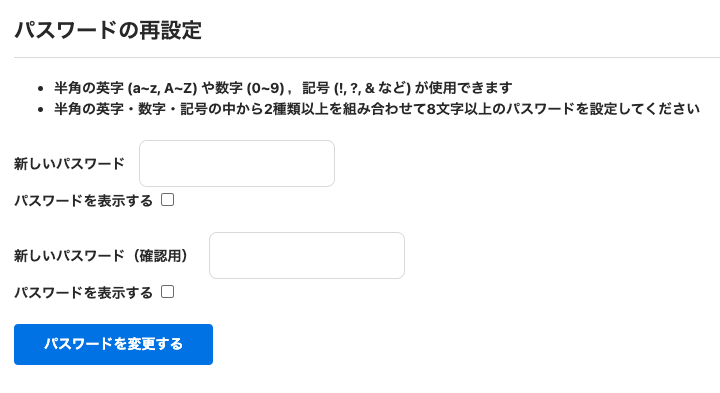 パスワードの再設定
• 半角の英字 (a~z, A~Z) や数字 (0~9) , 記号 (!, ?, & など) が使用できます
• 半角の英字・数字・記号の中から2種類以上を組み合わせて8文字以上のパスワードを設定してください
新しいパスワード
パスワードを表示する
新しいパスワード（確認用）
パスワードを表示する
パスワードを変更する